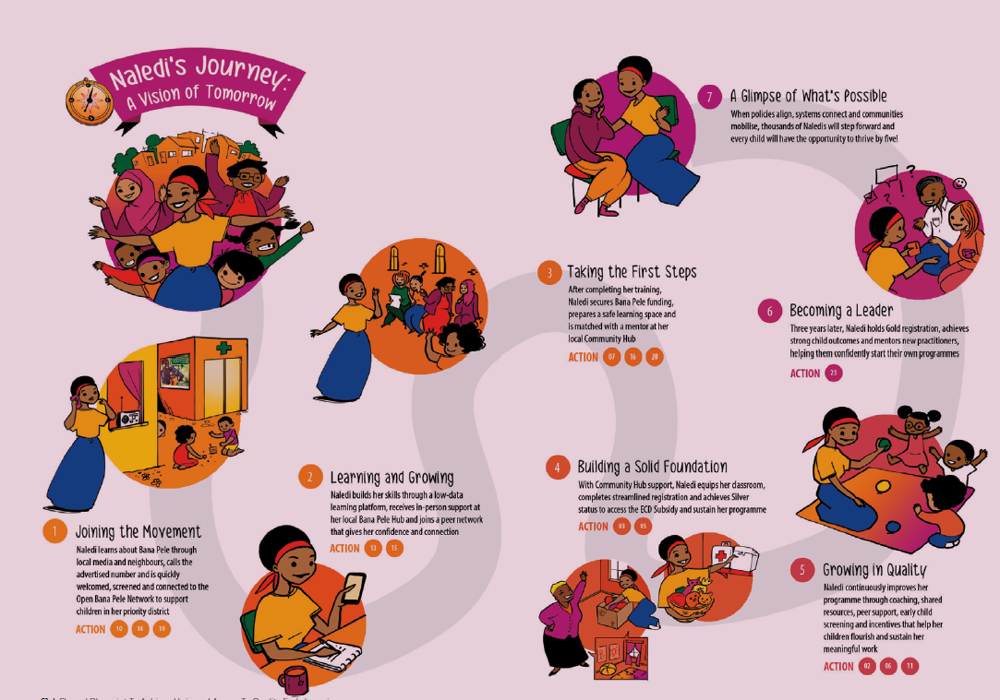 Naledi's Journey:
A Vision of Tomorrow
1
Joining the Movement
Naledi learns about Bana Pele through
local media and neighbours, calls the
advertised number and is quickly
welcomed, screened and connected to the
Open Bana Pele Network to support
children in her priority district
ACTION 10 18 19
2
Learning and Growing
Naledi builds her skills through a low-data
learning platform, receives in-person support at
her local Bana Pele Hub and joins a peer network
that gives her confidence and connection
ACTION 13 15
3
Taking the First Steps
After completing her training,
Naledi secures Bana Pele funding,
prepares a safe learning space and
is matched with a mentor at her
local Community Hub
ACTION 07 16 20
4
Building a Solid Foundation
With Community Hub support, Naledi equips her classroom,
completes streamlined registration and achieves Silver
status to access the ECD Subsidy and sustain her programme
ACTION 03 05
5
Growing in Quality
Naledi continuously improves her
programme through coaching, shared
resources, peer support, early child
screening and incentives that help her
children flourish and sustain her
meaningful work
ACTION 02 06 11
6
Becoming a Leader
Three years later, Naledi holds Gold registration, achieves
strong child outcomes and mentors new practitioners,
helping them confidently start their own programmes
ACTION 23
7
A Glimpse of What's Possible
When policies align, systems connect and communities
mobilise, thousands of Naledis will step forward and
every child will have the opportunity to thrive by five!